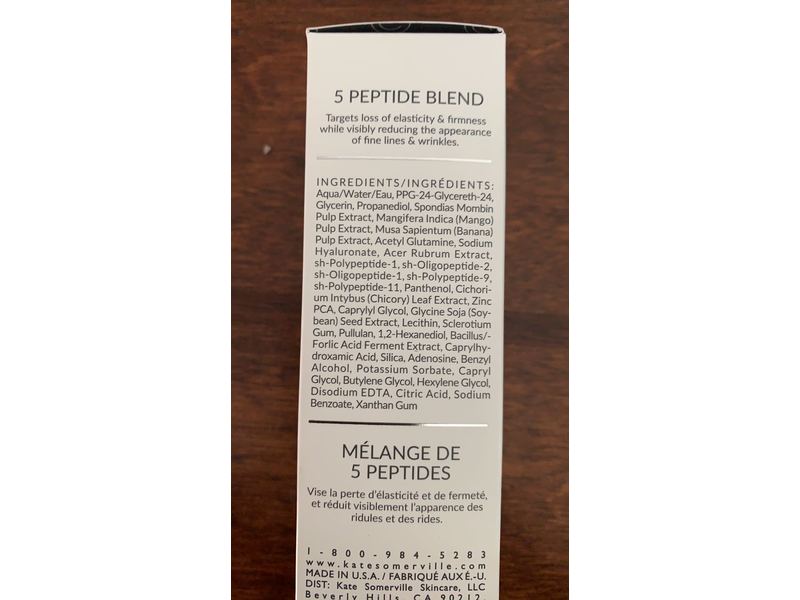 5 PEPTIDE BLEND
Targets loss of elasticity & firmness
while visibly reducing the appearance
of fine lines & wrinkles.
INGREDIENTS/INGRÉDIENTS:
Aqua/Water/Eau, PPG-24-Glycereth-24,
Glycerin, Propanediol, Spondias Mombin
Pulp Extract, Mangifera Indica (Mango)
Pulp Extract, Musa Sapientum (Banana)
Pulp Extract, Acetyl Glutamine, Sodium
Hyaluronate, Acer Rubrum Extract,
sh-Polypeptide-1, sh-Oligopeptide-2,
sh-Oligopeptide-1, sh-Polypeptide-9,
sh-Polypeptide-11, Panthenol, Cichori-
um Intybus (Chicory) Leaf Extract, Zinc
PCA, Caprylyl Glycol, Glycine Soja (Soy-
bean) Seed Extract, Lecithin, Sclerotium
Gum, Pullulan, 1,2-Hexanediol, Bacillus/-
Forlic Acid Ferment Extract, Caprylhy-
droxamic Acid, Silica, Adenosine, Benzyl
Alcohol, Potassium Sorbate, Capryl
Glycol, Butylene Glycol, Hexylene Glycol,
Disodium EDTA, Citric Acid, Sodium
Benzoate, Xanthan Gum
MÉLANGE DE
5 PEPTIDES
Vise la perte d'élasticité et de fermeté,
et réduit visiblement l'apparence des
ridules et des rides.
1-800-984-5283
www.katesomerville.com
MADE IN U.S.A./ FABRIQUÉ AUX É.-U.
DIST: Kate Somerville Skincare, LLC
Beverly Hills, CA 90212,